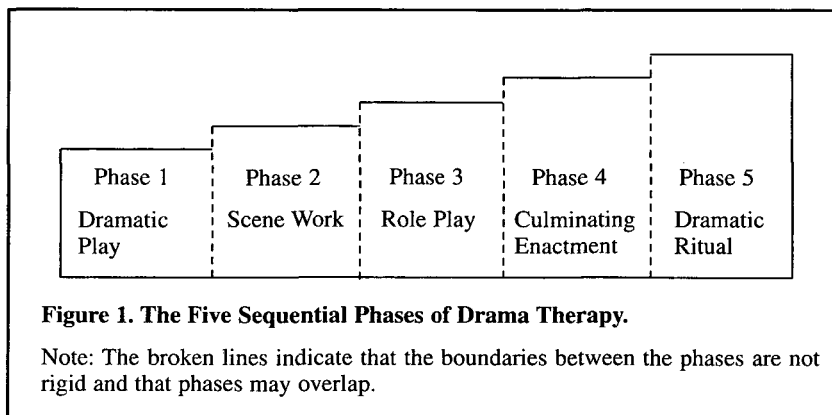 Phase 1 Phase 2 Phase 3 Phase 4 Phase 5
Dramatic Scene Work Role Play Culminating Dramatic
Play Enactment Ritual
Figure 1. The Five Sequential Phases of Drama Therapy.
Note: The broken lines indicate that the boundaries between the phases are not
rigid and that phases may overlap.